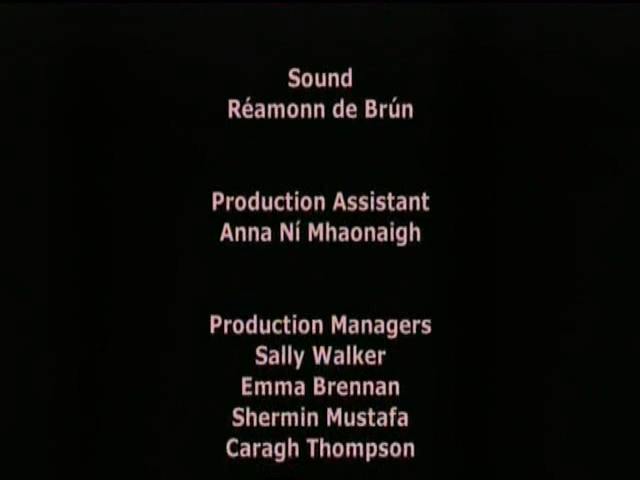 Sound
Réamonn de Brún
Production Assistant
Anna Ní Mhaonaigh
Production Managers
Sally Walker
Emma Brennan
Shermin Mustafa
Caragh Thompson